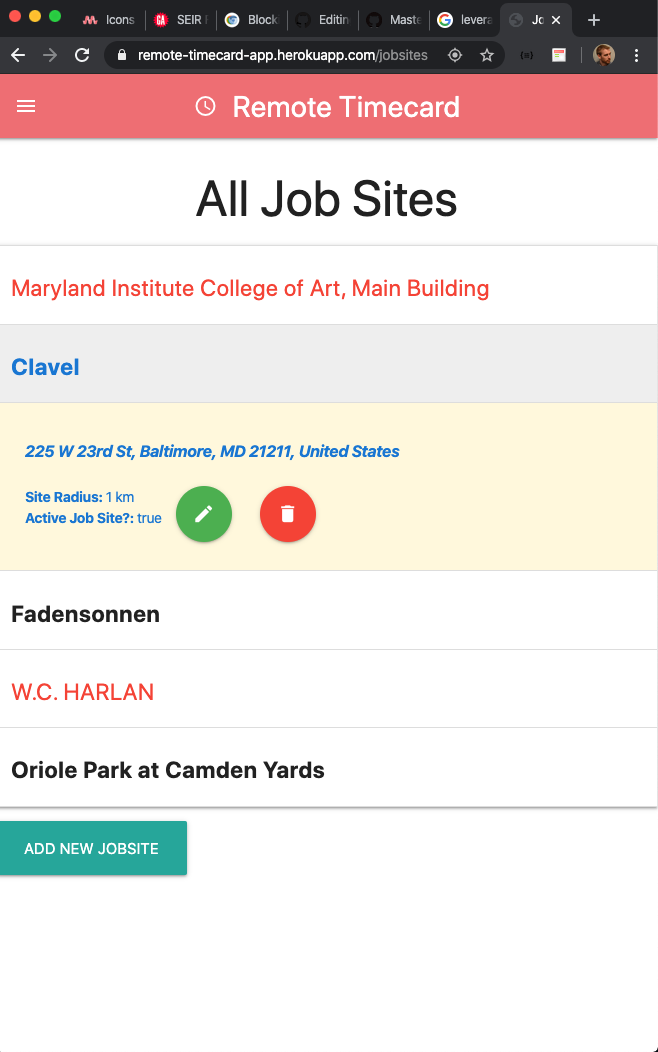 Icons
SEIR
Block
Editin
Maste
levera
remote-timecard-app.herokuapp.com/jobsites
Remote Timecard
All Job Sites
Maryland Institute College of Art, Main Building
Clavel
225 W 23rd St, Baltimore, MD 21211, United States
Site Radius: 1 km
Active Job Site?: true
Fadensonnen
W.C. HARLAN
Oriole Park at Camden Yards
ADD NEW JOBSITE